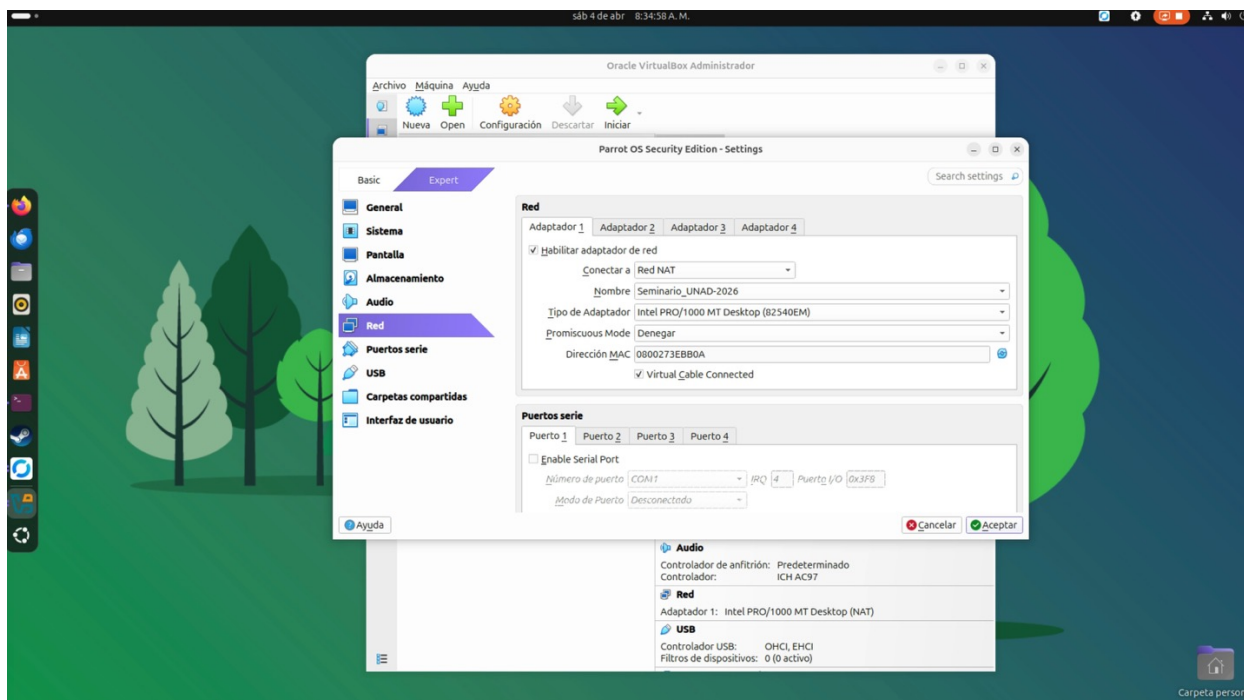 sáb 4 de abr 8:34:58 A. M.
Oracle VirtualBox Administrador
Archivo Máquina Ayuda
Nueva Open Configuración Descartar Iniciar
Parrot OS Security Edition - Settings
Basic Expert
Search settings
General
Sistema
Pantalla
Almacenamiento
Audio
Red
Puertos serie
USB
Carpetas compartidas
Interfaz de usuario
Red
Adaptador 1 Adaptador 2 Adaptador 3 Adaptador 4
Habilitar adaptador de red
Conectar a Red NAT
Nombre Seminario_UNAD-2026
Tipo de Adaptador Intel PRO/1000 MT Desktop (82540EM)
Promiscuous Mode Denegar
Dirección MAC 0800273EBB0A
Virtual Cable Connected
Puertos serie
Puerto 1 Puerto 2 Puerto 3 Puerto 4
Enable Serial Port
Número de puerto COM1 IRQ 4 Puerto I/O 0x3F8
Modo de Puerto Desconectado
Ayuda Cancelar Aceptar
Audio
Controlador de anfitrión: Predeterminado
Controlador: ICH AC97
Red
Adaptador 1: Intel PRO/1000 MT Desktop (NAT)
USB
Controlador USB: OHCI, EHCI
Filtros de dispositivos: 0 (0 activo)
Carpeta person